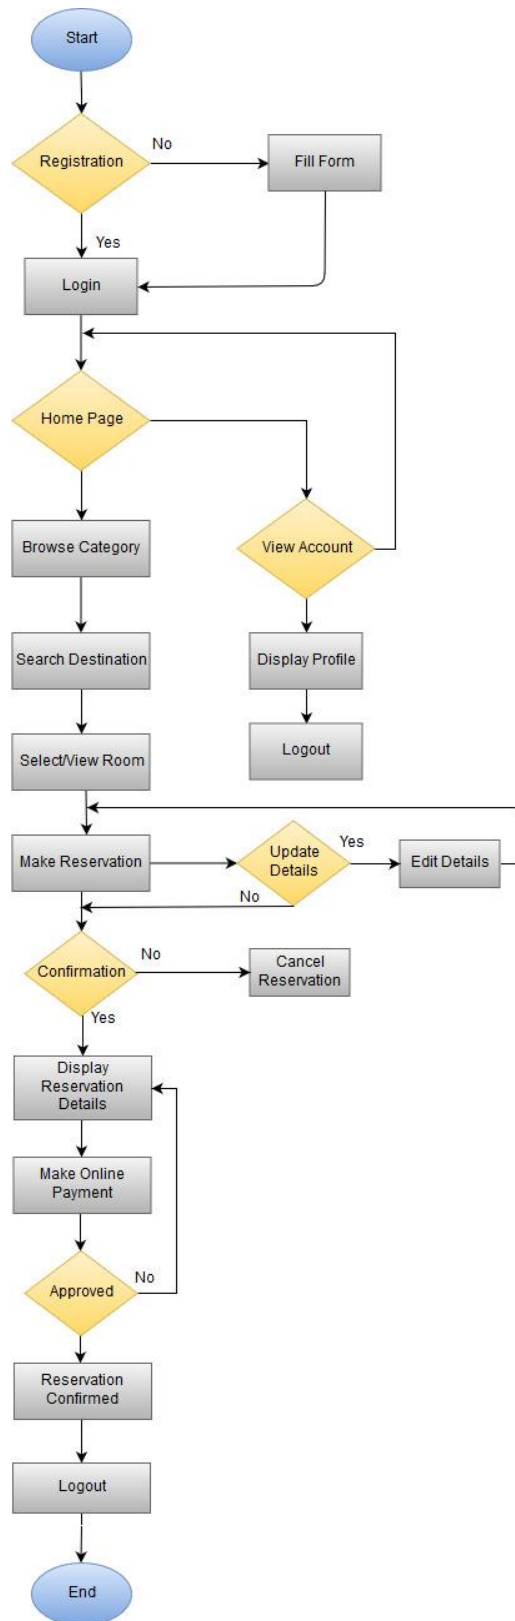 Start
No
Registration
Fill Form
Yes
Login
Home Page
Browse Category
View Account
Search Destination
Display Profile
Select/View Room
Logout
Make Reservation
Update
Details
Yes
Edit Details
No
Confirmation
No
Cancel
Reservation
Yes
Display
Reservation
Details
Make Online
Payment
Approved
No
Reservation
Confirmed
Logout
End